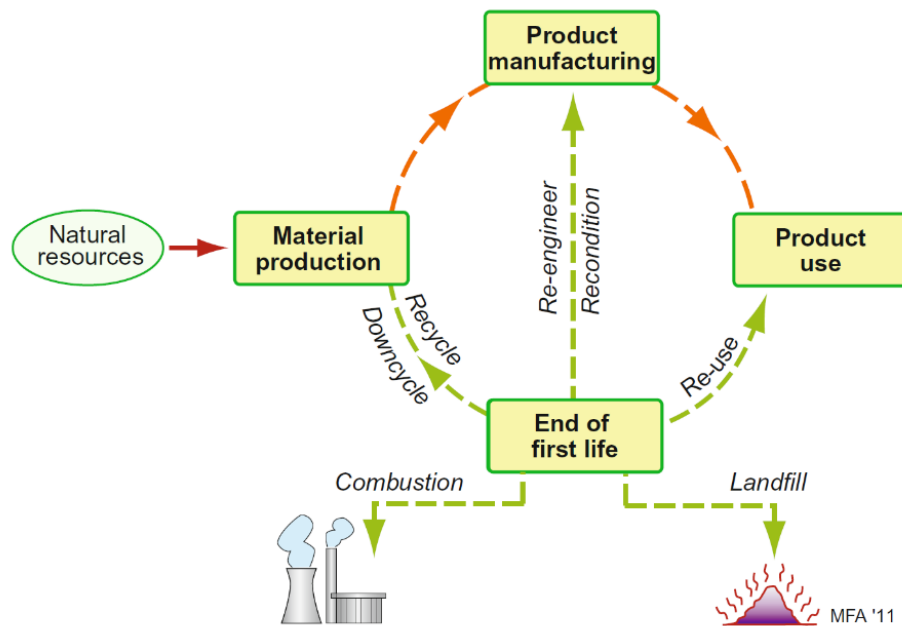 Product
manufacturing
Natural
resources
Material
production
Re-engineer
Recondition
Product
use
Recycle
Downcycle
Re-use
End of
first life
Combustion
Landfill
MFA '11